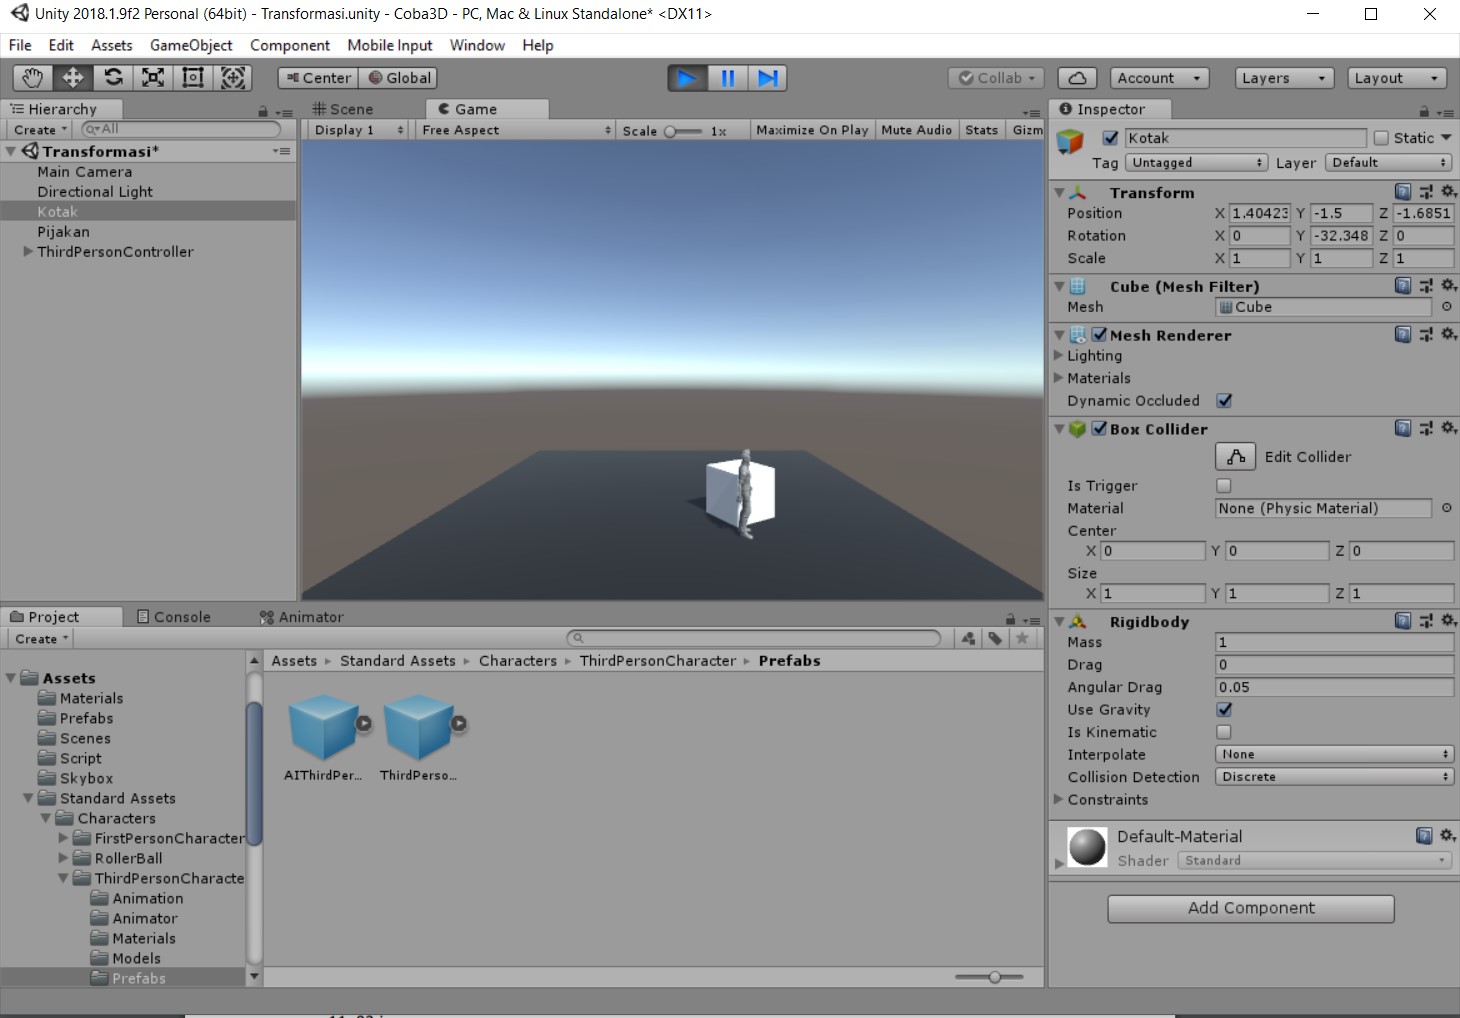 Unity 2018.1.9f2 Personal (64bit) - Transformasi.unity - Coba3D - PC, Mac & Linux Standalone* <DX11>
File Edit Assets GameObject Component Mobile Input Window Help
Center Global Collab Account Layers Layout
Hierarchy
Create All
Transformasi*
Main Camera
Directional Light
Kotak
Pijakan
ThirdPersonController
Scene Game
Display 1 Free Aspect Scale 1x Maximize On Play Mute Audio Stats Gizm
Inspector
Kotak Static
Tag Untagged Layer Default
Transform
Position X 1.40423 Y -1.5 Z -1.6851
Rotation X 0 Y -32.348 Z 0
Scale X 1 Y 1 Z 1
Cube (Mesh Filter)
Mesh Cube
Mesh Renderer
Lighting
Materials
Dynamic Occluded
Box Collider
Edit Collider
Is Trigger
Material None (Physic Material)
Center
X 0 Y 0 Z 0
Size
X 1 Y 1 Z 1
Rigidbody
Mass 1
Drag 0
Angular Drag 0.05
Use Gravity
Is Kinematic
Interpolate None
Collision Detection Discrete
Constraints
Default-Material
Shader Standard
Add Component
Project Console Animator
Create
Assets
Materials
Prefabs
Scenes
Script
Skybox
Standard Assets
Characters
FirstPersonCharacter
RollerBall
ThirdPersonCharacte
Animation
Animator
Materials
Models
Prefabs
Assets Standard Assets Characters ThirdPersonCharacter Prefabs
AIThirdPer... ThirdPerso...